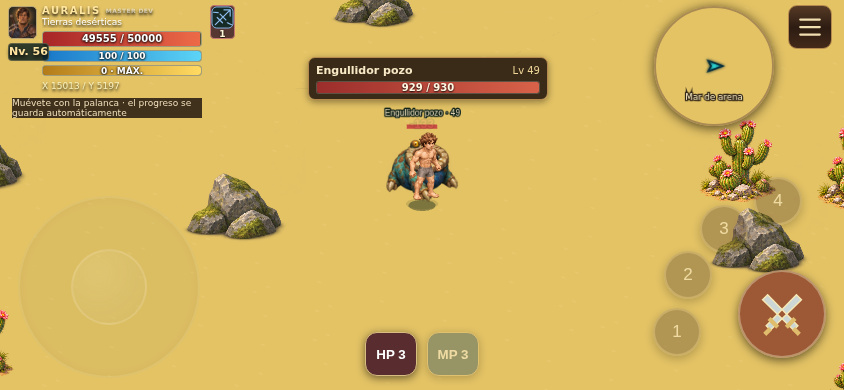 AURALIS MASTER DEV
Tierras desérticas
49555 / 50000
Nv. 56
100 / 100
0 · MÁX.
X 15013 / Y 5197
Muévete con la palanca · el progreso se
guarda automáticamente
1
Engullidor pozo Lv 49
929 / 930
Engullidor pozo · 49
Mar de arena
4
3
2
1
HP 3
MP 3